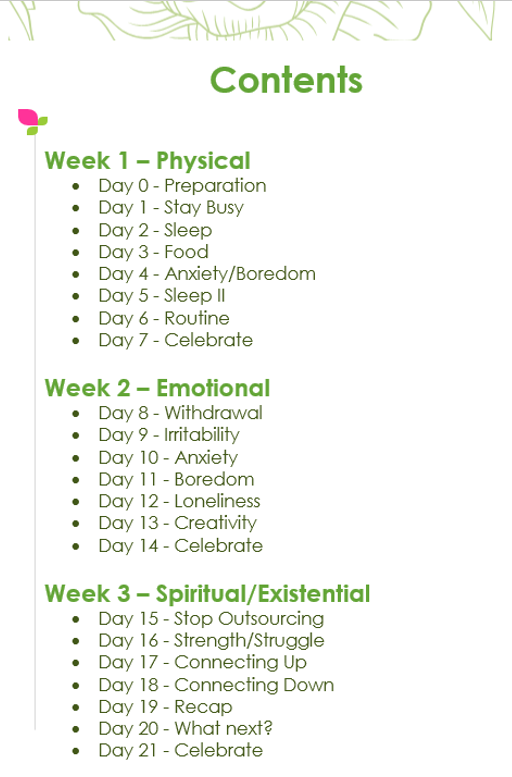 Contents
Week 1 – Physical
• Day 0 - Preparation
• Day 1 - Stay Busy
• Day 2 - Sleep
• Day 3 - Food
• Day 4 - Anxiety/Boredom
• Day 5 - Sleep II
• Day 6 - Routine
• Day 7 - Celebrate
Week 2 – Emotional
• Day 8 - Withdrawal
• Day 9 - Irritability
• Day 10 - Anxiety
• Day 11 - Boredom
• Day 12 - Loneliness
• Day 13 - Creativity
• Day 14 - Celebrate
Week 3 – Spiritual/Existential
• Day 15 - Stop Outsourcing
• Day 16 - Strength/Struggle
• Day 17 - Connecting Up
• Day 18 - Connecting Down
• Day 19 - Recap
• Day 20 - What next?
• Day 21 - Celebrate